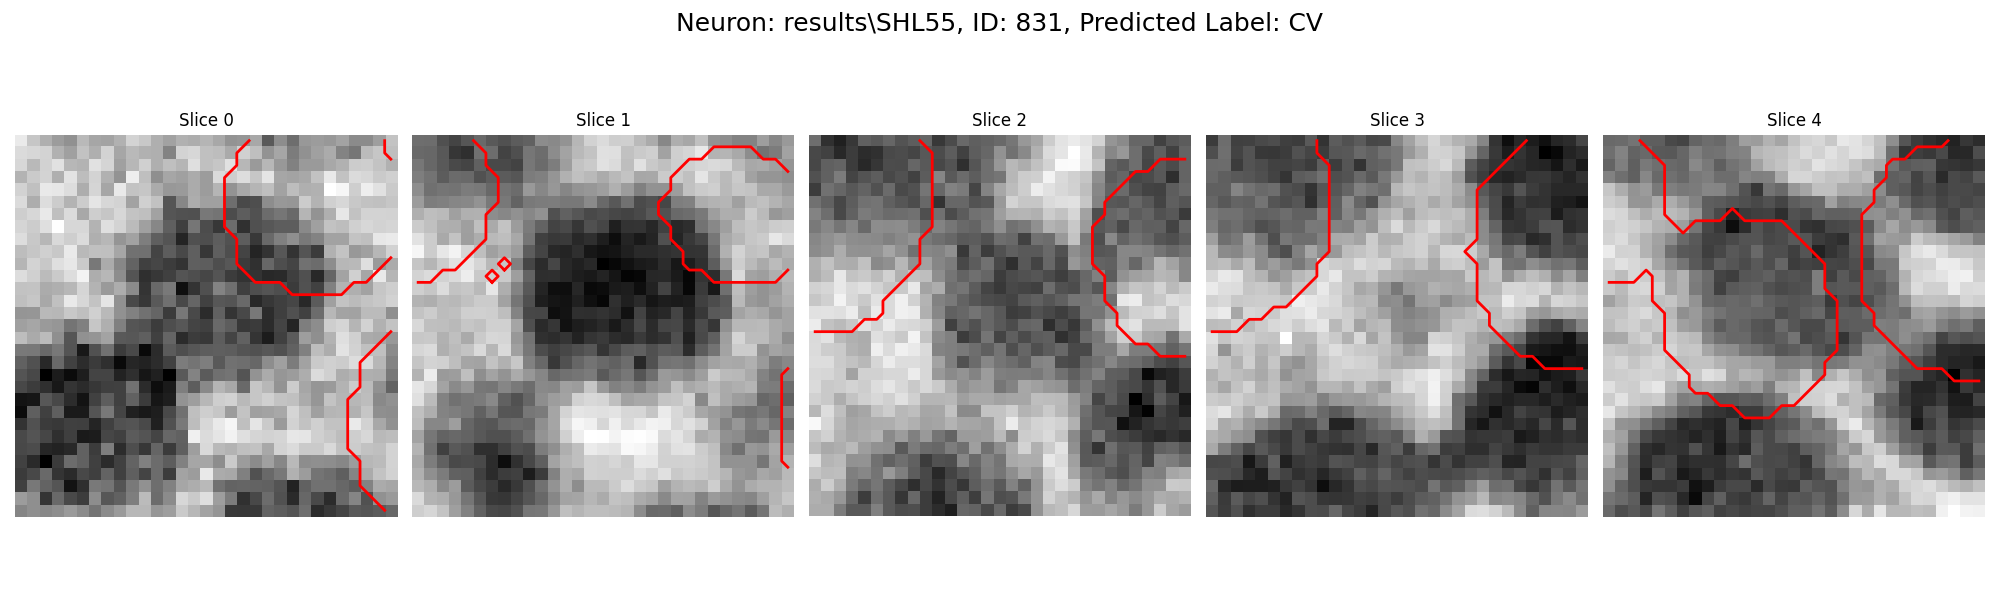 Neuron: results\SHL55, ID: 831, Predicted Label: CV
Slice 0
Slice 1
Slice 2
Slice 3
Slice 4